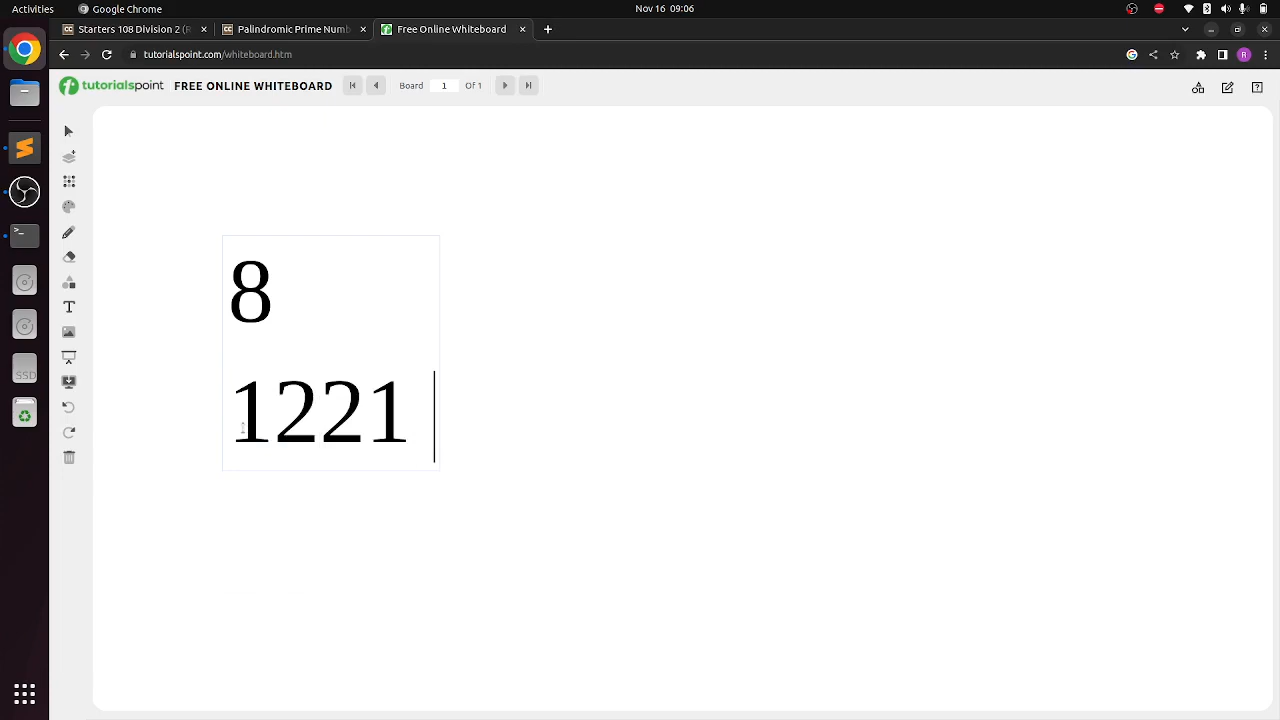 Activities
Google Chrome
Nov 16 09:06
Starters 108 Division 2 (R
Palindromic Prime Numb
Free Online Whiteboard
tutorialspoint.com/whiteboard.htm
R
tutorialspoint
FREE ONLINE WHITEBOARD
Board 1 Of 1
T
SSD
8
1221